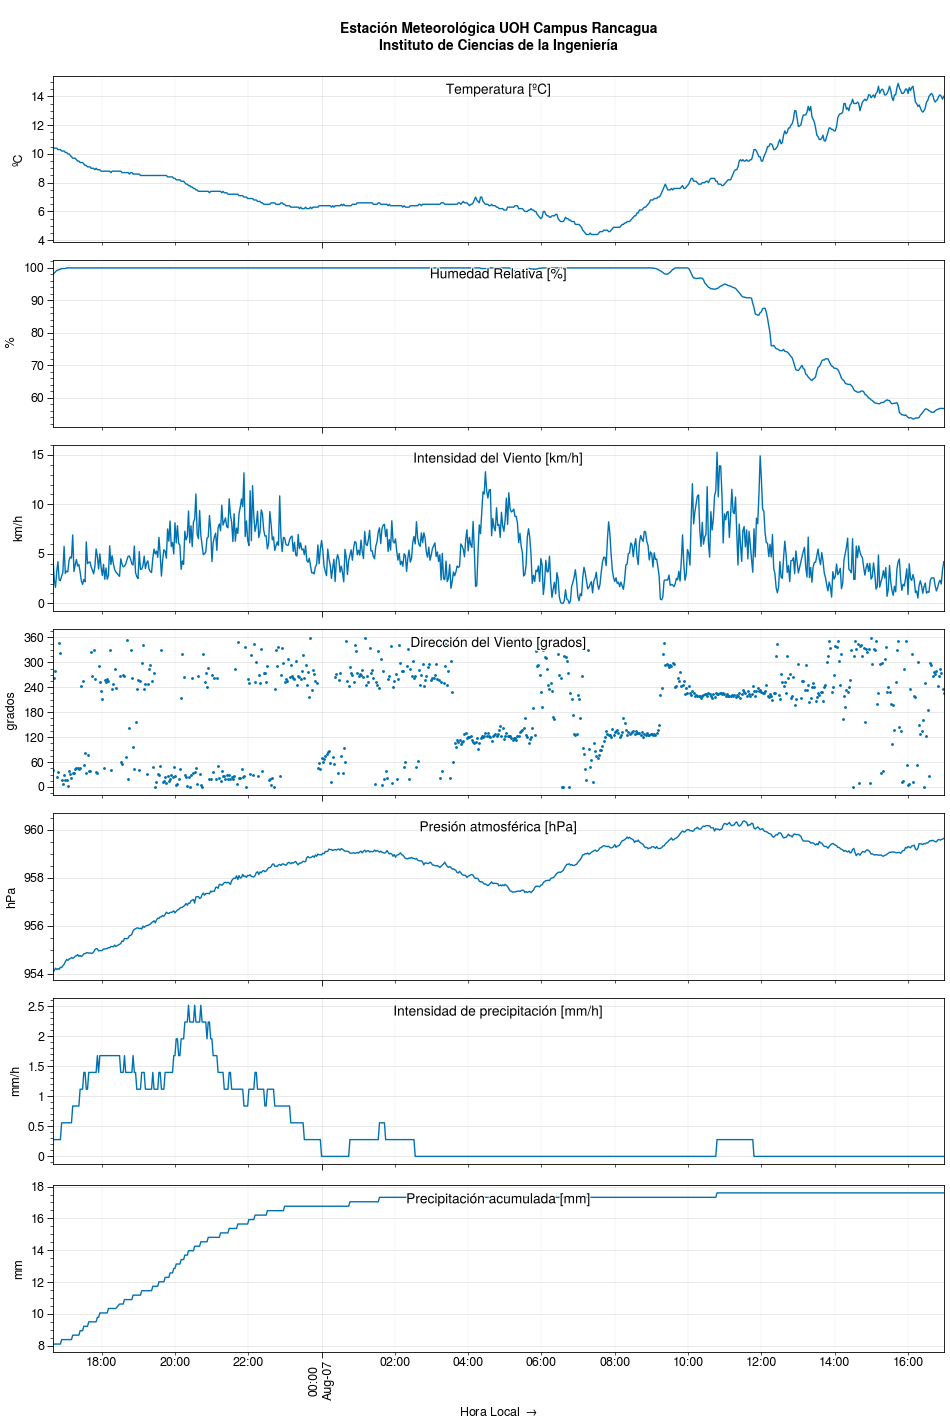 Estación Meteorológica UOH Campus Rancagua
Instituto de Ciencias de la Ingeniería
Temperatura [ºC]
ºC
14
12
10
8
6
4
Humedad Relativa [%]
%
100
90
80
70
60
Intensidad del Viento [km/h]
km/h
15
10
5
0
Dirección del Viento [grados]
grados
360
300
240
180
120
60
0
Presión atmosférica [hPa]
hPa
960
958
956
954
Intensidad de precipitación [mm/h]
mm/h
2.5
2
1.5
1
0.5
0
Precipitación acumulada [mm]
mm
18
16
14
12
10
8
18:00 20:00 22:00 00:00 02:00 04:00 06:00 08:00 10:00 12:00 14:00 16:00
Aug-07
Hora Local →